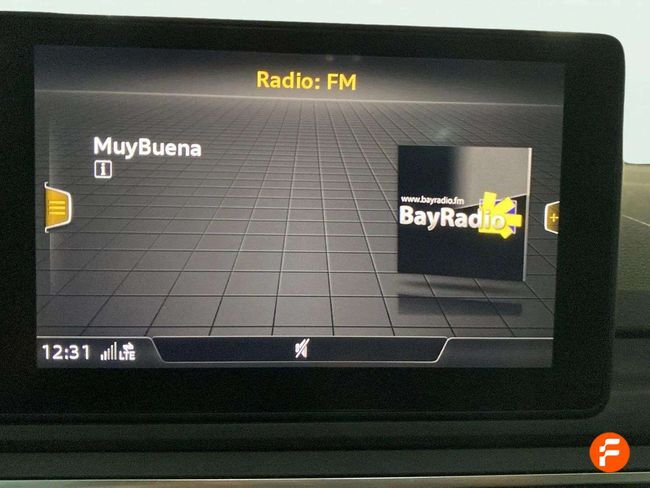 Radio: FM
MuyBuena
i
www.bayradio.fm
BayRadio
12:31 LTE